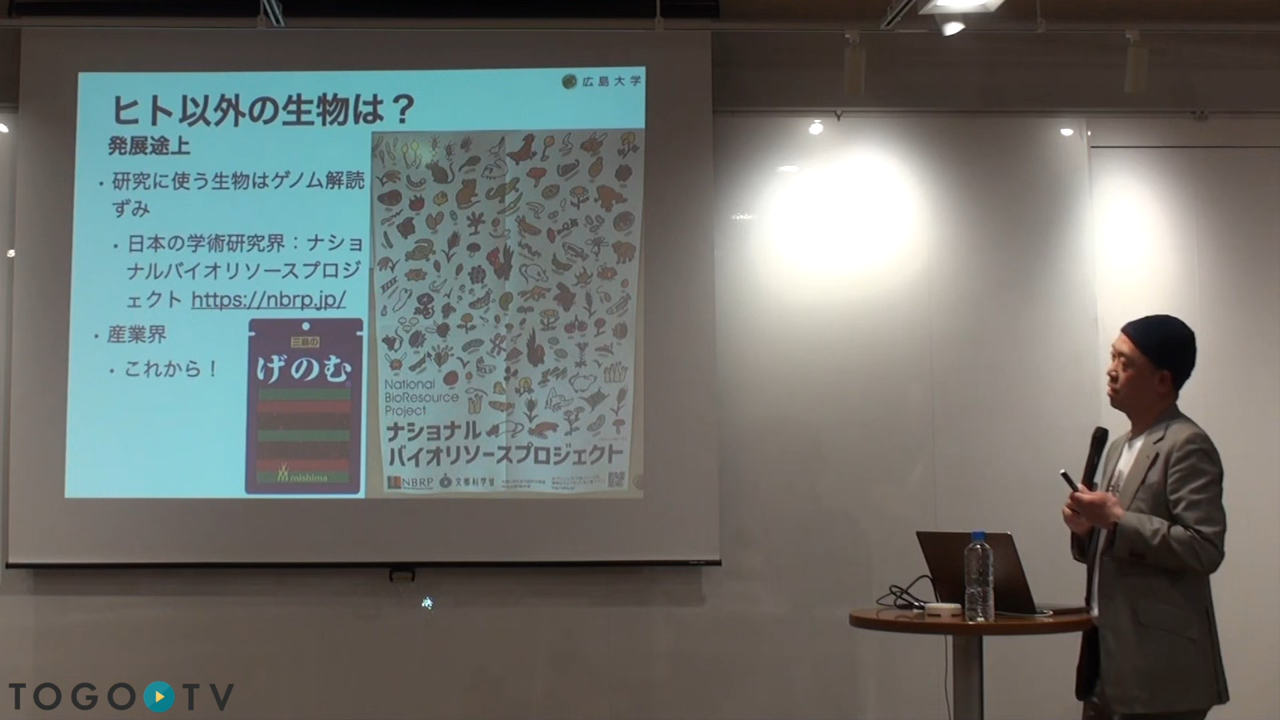 広島大学
ヒト以外の生物は？
発展途上
・研究に使う生物はゲノム解読
ずみ
・日本の学術研究界：ナショ
ナルバイオリソースプロジ
ェクト https://nbrp.jp/
・産業界
・これから！
三島の
げのむ
mishima
National
BioResource
Project
ナショナル
バイオリソースプロジェクト
NBRP
文部科学省
TOGO TV